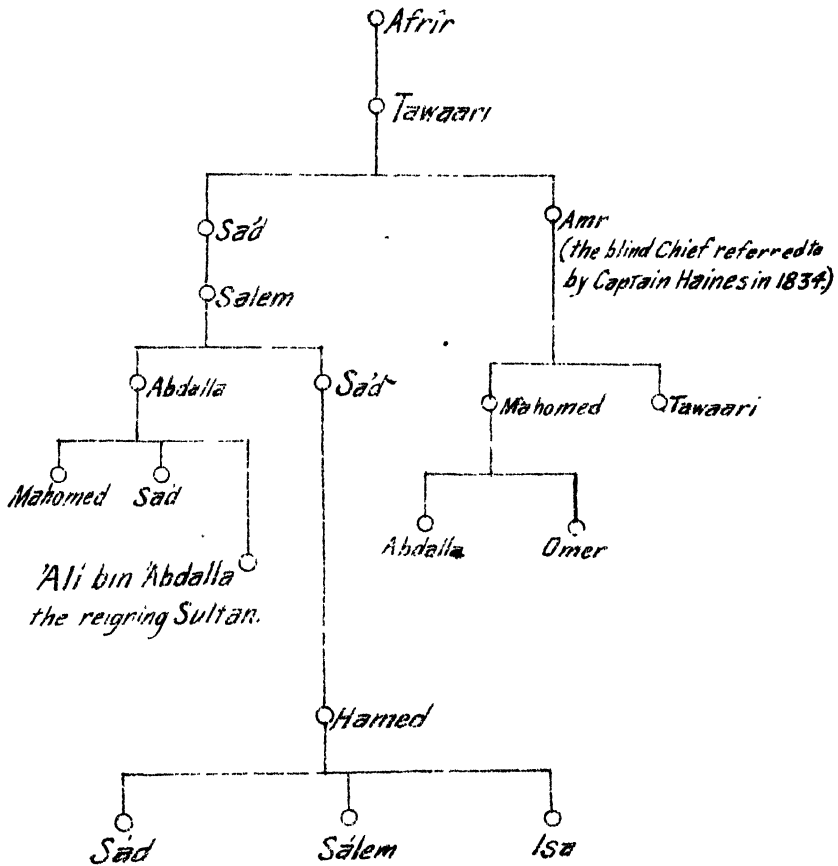 Afrîr
Tawaari
Sa'd
Amr
(the blind Chief referred to
by Captain Haines in 1834.)
Salem
Abdalla
Sa'd
Mahomed
Tawaari
Mahomed
Sa'd
Abdalla
Omer
'Ali bin 'Abdalla
the reigning Sultan.
Hamed
Sád
Sálem
Isa